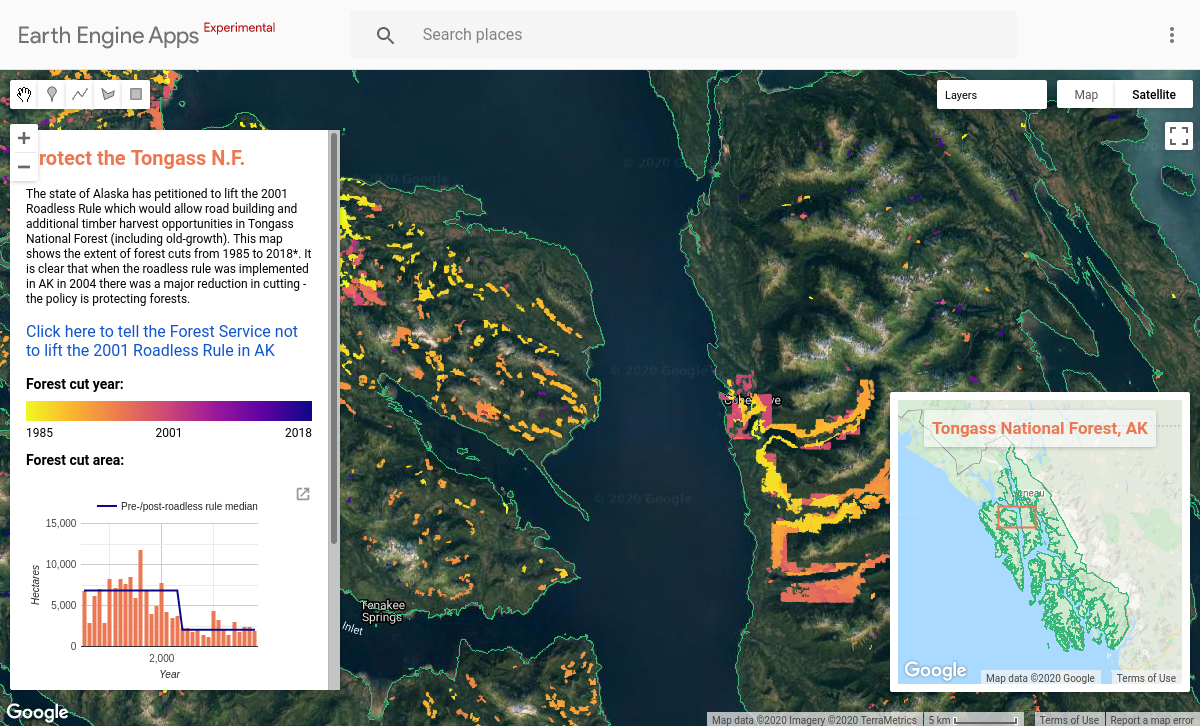 Earth Engine Apps Experimental
Search places
Layers
Map
Satellite
rotect the Tongass N.F.
The state of Alaska has petitioned to lift the 2001
Roadless Rule which would allow road building and
additional timber harvest opportunities in Tongass
National Forest (including old-growth). This map
shows the extent of forest cuts from 1985 to 2018*. It
is clear that when the roadless rule was implemented
in AK in 2004 there was a major reduction in cutting -
the policy is protecting forests.
Click here to tell the Forest Service not
to lift the 2001 Roadless Rule in AK
Forest cut year:
1985 2001 2018
Forest cut area:
Pre-/post-roadless rule median
15,000
10,000
5,000
0
Hectares
2,000
Year
© 2020 Google
© 2020 Google
© 2020 Google
2020 Google
Tenakee
Springs
Inlet
Tongass National Forest, AK
Google
Map data ©2020 Google
Terms of Use
Google
Map data ©2020 Imagery ©2020 TerraMetrics
5 km
Terms of Use
Report a map error